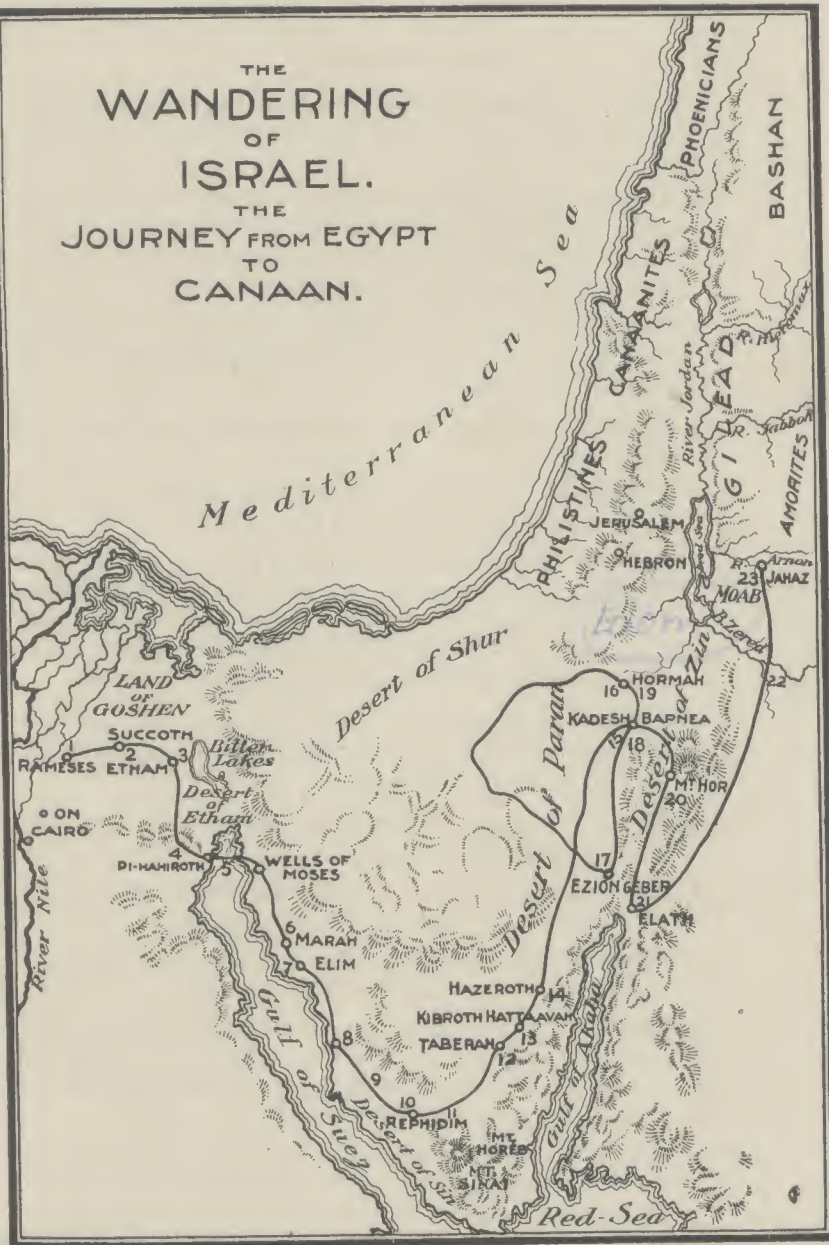 THE
WANDERING
OF
ISRAEL.
THE
JOURNEY FROM EGYPT
TO
CANAAN.
PHOENICIANS
BASHAN
Mediterranean Sea
CANAANITES
R. Hieromax
GILEAD
River Jordan
R. Jabbok
AMORITES
PHILISTINES
JERUSALEM
HEBRON
Dead Sea
R. Arnon
23 JAHAZ
MOAB
R. Zered
22
Desert of Shur
LAND
OF
GOSHEN
HORMAH
16 19
KADESH BARNEA
15 18
Desert of Zin
Desert of Paran
MT HOR
20
1
RAMESES
SUCCOTH
2
ETHAM
3
Bitter
Lakes
Desert
of
Etham
ON
CAIRO
River Nile
4
PI-HAHIROTH
5
WELLS OF
MOSES
17
EZION GEBER
21
ELATH
6
MARAH
7
ELIM
HAZEROTH
14
KIBROTH HATTAAVAH
13
TABERAH
12
8
9
10
REPHIDIM
11
Gulf of Suez
Desert of Sin
MT.
HOREB
MT.
SINAI
Gulf of Akaba
Red-Sea